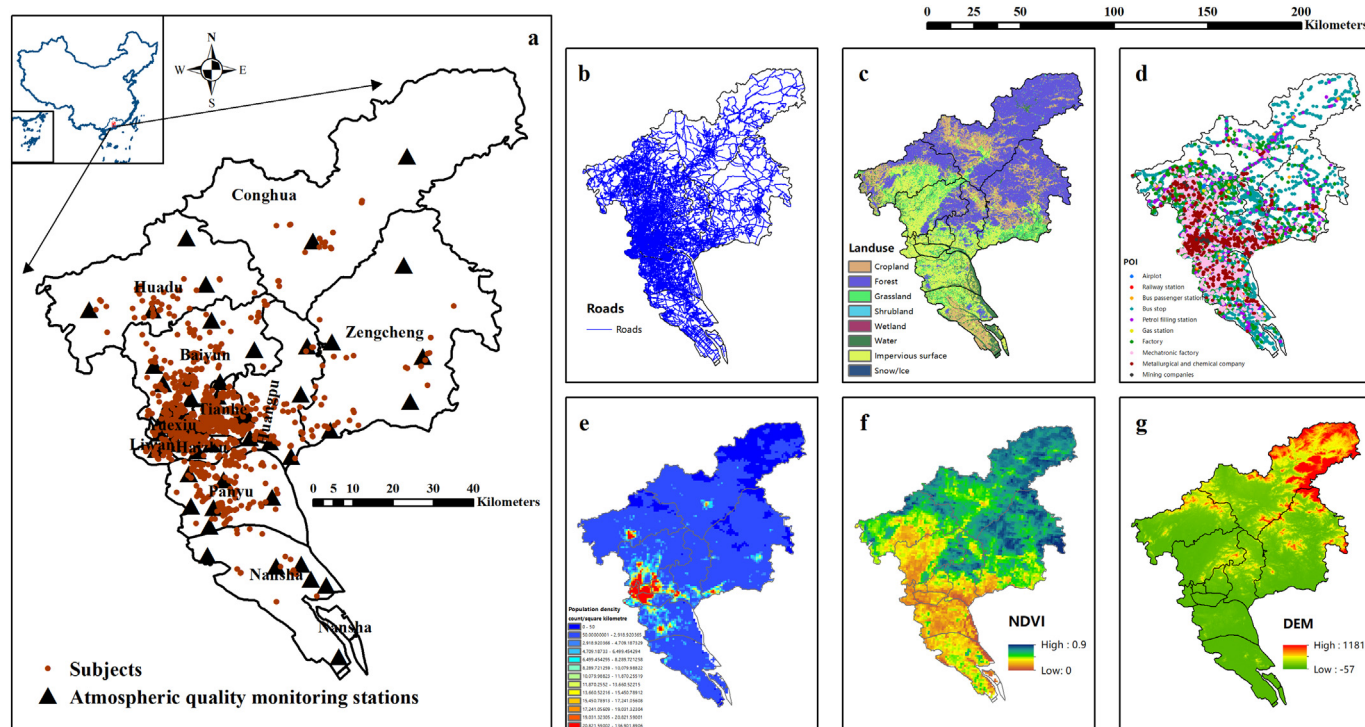 a
N
W E
S
Conghua
Huadu
Zengcheng
Baiyun
Tianhe
Huangpu
Yuexiu
Liwan
Haizhu
Panyu
0 5 10 20 30 40
Kilometers
Nansha
Nansha
Subjects
Atmospheric quality monitoring stations
0 25 50 100 150 200
Kilometers
b
Roads
Roads
c
Landuse
Cropland
Forest
Grassland
Shrubland
Wetland
Water
Impervious surface
Snow/Ice
d
POI
Airplot
Railway station
Bus passenger station
Bus stop
Petrol filling station
Gas station
Factory
Mechatronic factory
Metallurgical and chemical company
Mining companies
e
Population density
count/square kilometre
0 - 50
f
NDVI
High : 0.9
Low: 0
g
DEM
High : 1181
Low : -57